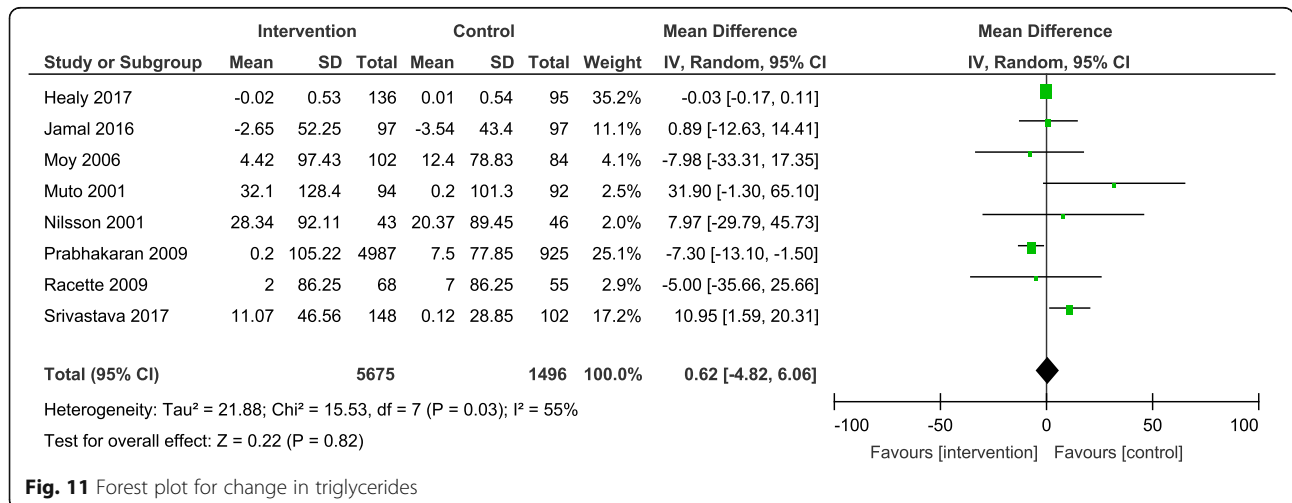 Intervention Control Mean Difference Mean Difference
Study or Subgroup Mean SD Total Mean SD Total Weight IV, Random, 95% CI IV, Random, 95% CI
Healy 2017 -0.02 0.53 136 0.01 0.54 95 35.2% -0.03 [-0.17, 0.11]
Jamal 2016 -2.65 52.25 97 -3.54 43.4 97 11.1% 0.89 [-12.63, 14.41]
Moy 2006 4.42 97.43 102 12.4 78.83 84 4.1% -7.98 [-33.31, 17.35]
Muto 2001 32.1 128.4 94 0.2 101.3 92 2.5% 31.90 [-1.30, 65.10]
Nilsson 2001 28.34 92.11 43 20.37 89.45 46 2.0% 7.97 [-29.79, 45.73]
Prabhakaran 2009 0.2 105.22 4987 7.5 77.85 925 25.1% -7.30 [-13.10, -1.50]
Racette 2009 2 86.25 68 7 86.25 55 2.9% -5.00 [-35.66, 25.66]
Srivastava 2017 11.07 46.56 148 0.12 28.85 102 17.2% 10.95 [1.59, 20.31]
Total (95% CI) 5675 1496 100.0% 0.62 [-4.82, 6.06]
Heterogeneity: Tau² = 21.88; Chi² = 15.53, df = 7 (P = 0.03); I² = 55%
Test for overall effect: Z = 0.22 (P = 0.82)
-100 -50 0 50 100
Favours [intervention] Favours [control]
Fig. 11 Forest plot for change in triglycerides